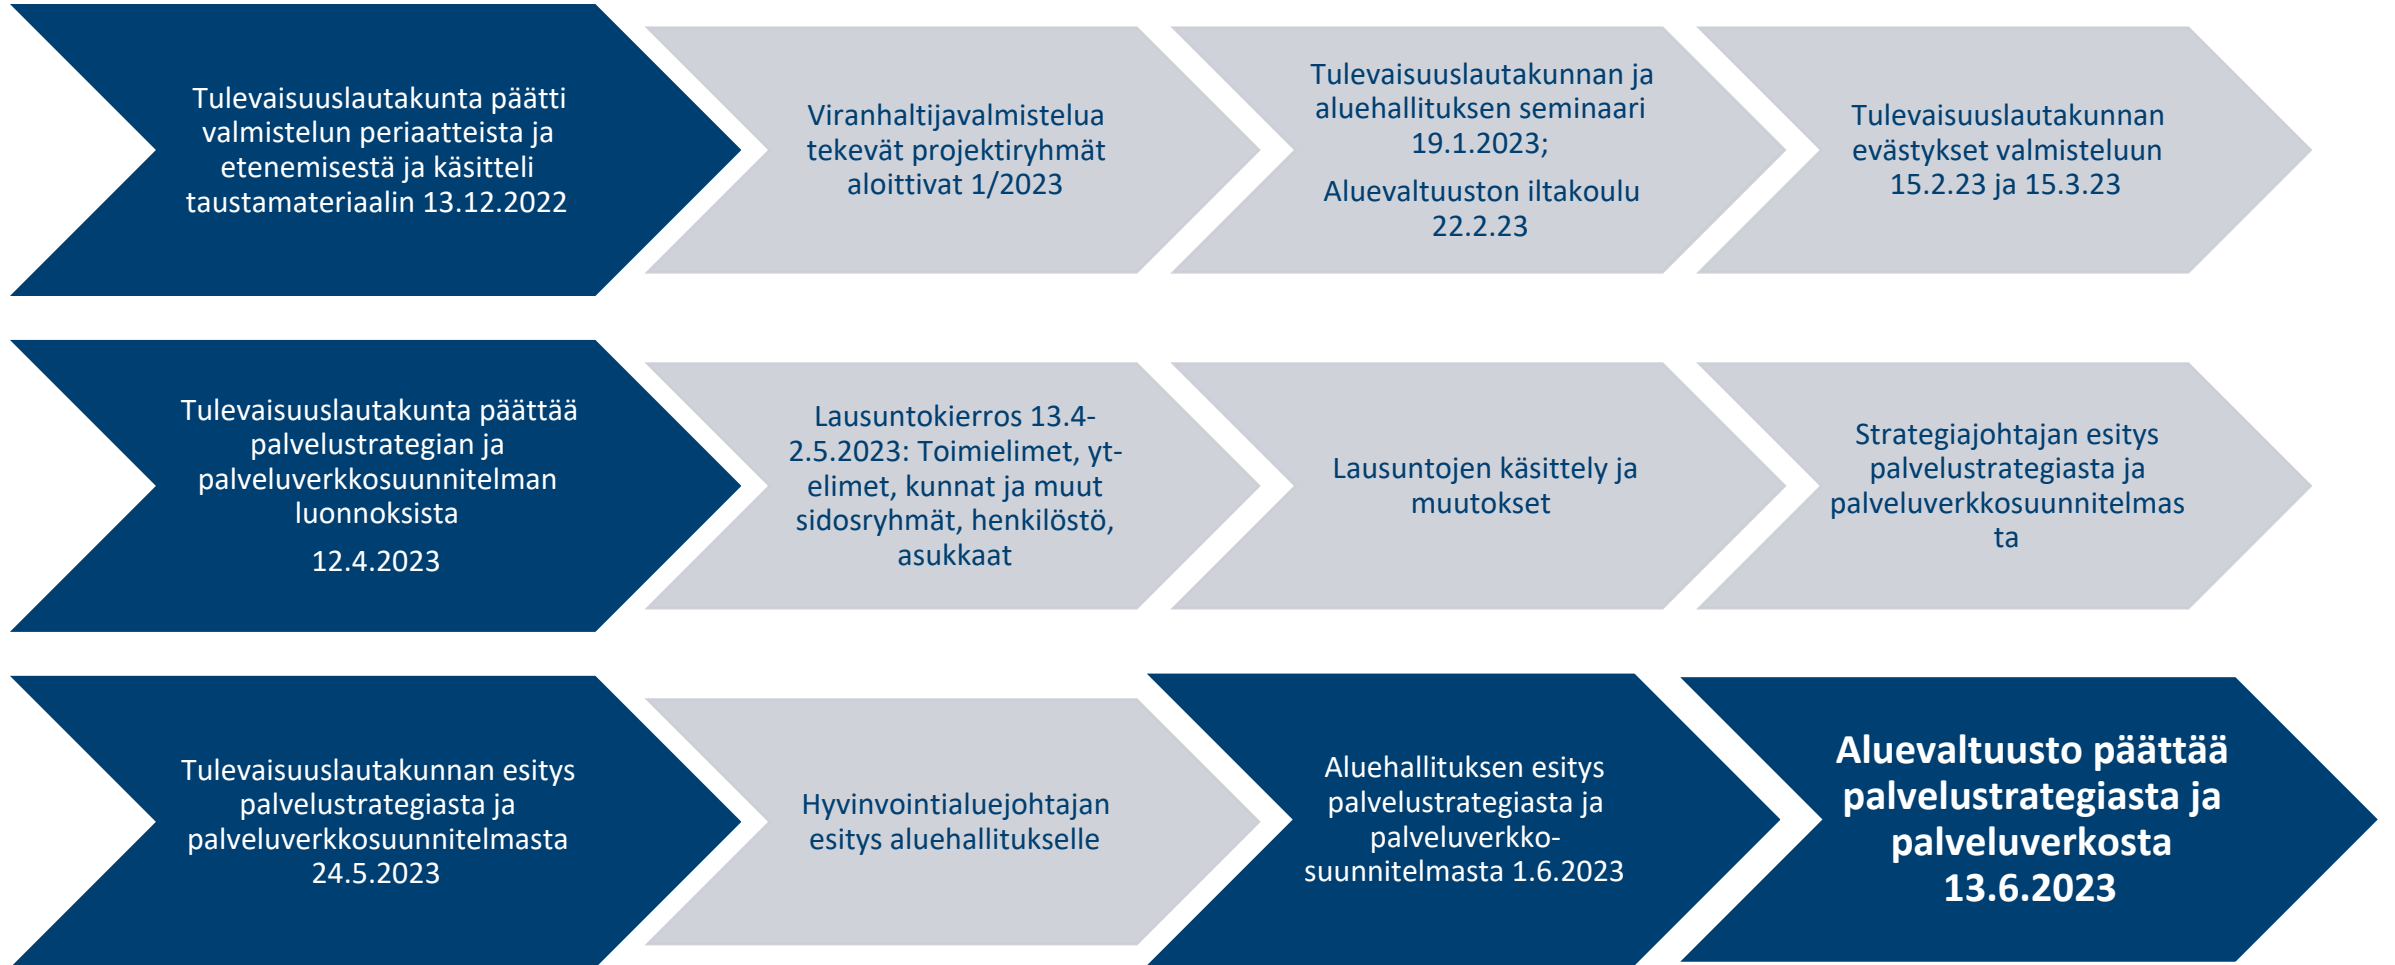 Tulevaisuuslautakunta päätti
valmistelun periaatteista ja
etenemisestä ja käsitteli
taustamateriaalin 13.12.2022
Viranhaltijavalmistelua
tekevät projektiryhmät
aloittivat 1/2023
Tulevaisuuslautakunnan ja
aluehallituksen seminaari
19.1.2023;
Aluevaltuuston iltakoulu
22.2.23
Tulevaisuuslautakunnan
evästykset valmisteluun
15.2.23 ja 15.3.23
Tulevaisuuslautakunta päättää
palvelustrategian ja
palveluverkkosuunnitelman
luonnoksista
12.4.2023
Lausuntokierros 13.4-
2.5.2023: Toimielimet, yt-
elimet, kunnat ja muut
sidosryhmät, henkilöstö,
asukkaat
Lausuntojen käsittely ja
muutokset
Strategiajohtajan esitys
palvelustrategiasta ja
palveluverkkosuunnitelmas
ta
Tulevaisuuslautakunnan esitys
palvelustrategiasta ja
palveluverkkosuunnitelmasta
24.5.2023
Hyvinvointialuejohtajan
esitys aluehallitukselle
Aluehallituksen esitys
palvelustrategiasta ja
palveluverkko-
suunnitelmasta 1.6.2023
Aluevaltuusto päättää
palvelustrategiasta ja
palveluverkosta
13.6.2023